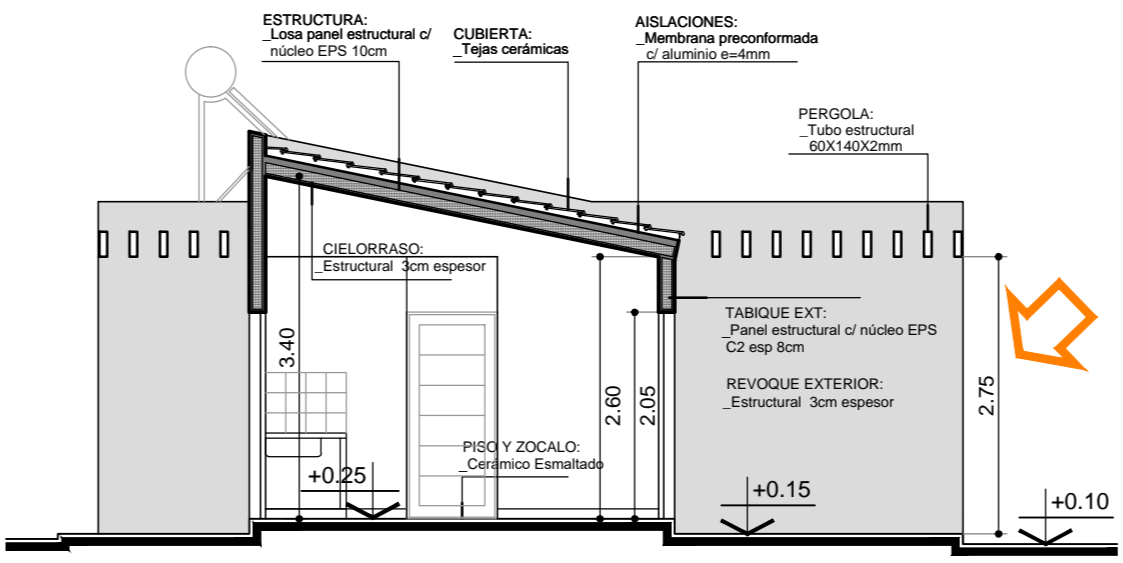 ESTRUCTURA:
_Losa panel estructural c/
núcleo EPS 10cm
CUBIERTA:
_Tejas cerámicas
AISLACIONES:
_Membrana preconformada
c/ aluminio e=4mm
PERGOLA:
_Tubo estructural
60X140X2mm
CIELORRASO:
_Estructural 3cm espesor
TABIQUE EXT:
_Panel estructural c/ núcleo EPS
C2 esp 8cm
REVOQUE EXTERIOR:
_Estructural 3cm espesor
3.40
2.60
2.05
2.75
PISO Y ZOCALO:
_Cerámico Esmaltado
+0.25
+0.15
+0.10